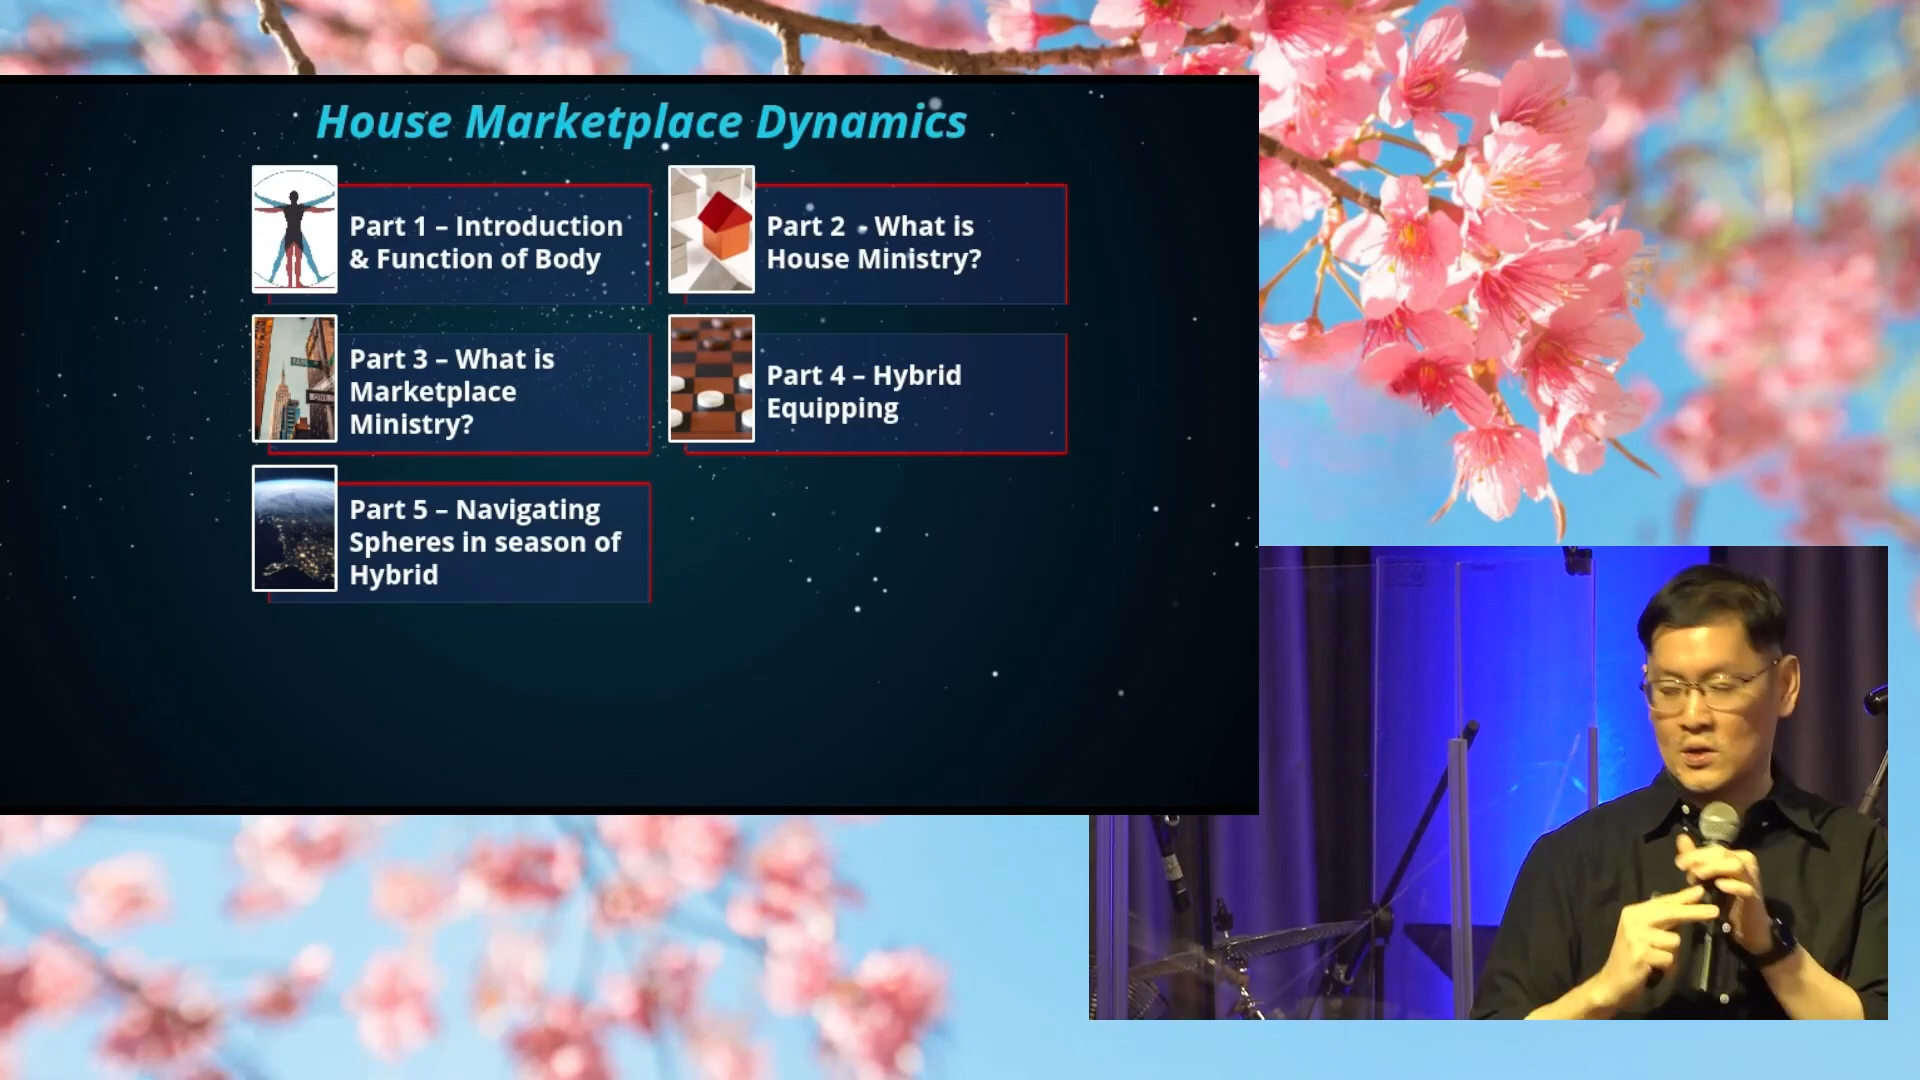 House Marketplace Dynamics
Part 1 – Introduction
& Function of Body
Part 2 - What is
House Ministry?
Part 3 – What is
Marketplace
Ministry?
Part 4 – Hybrid
Equipping
Part 5 – Navigating
Spheres in season of
Hybrid